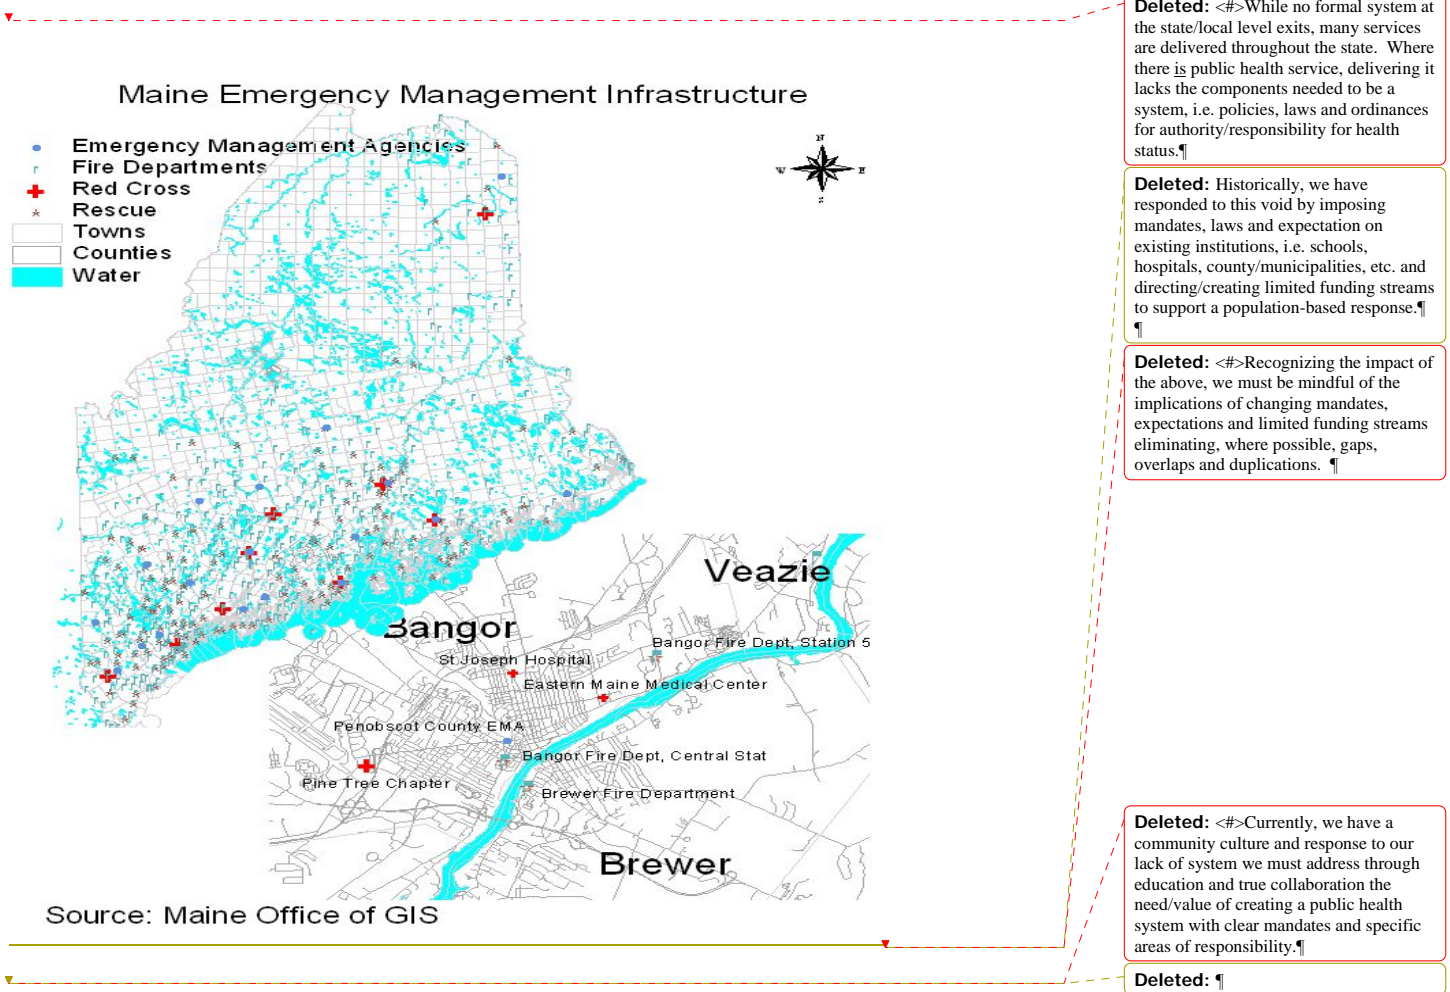 Maine Emergency Management Infrastructure
N
W
E
S
Emergency Management Agencies
Fire Departments
Red Cross
Rescue
Towns
Counties
Water
Veazie
Bangor
Bangor Fire Dept, Station 5
St Joseph Hospital
Eastern Maine Medical Center
Penobscot County EMA
Bangor Fire Dept, Central Stat
Pine Tree Chapter
Brewer Fire Department
Brewer
Source: Maine Office of GIS
Deleted: <#>While no formal system at
the state/local level exits, many services
are delivered throughout the state.  Where
there is public health service, delivering it
lacks the components needed to be a
system, i.e. policies, laws and ordinances
for authority/responsibility for health
status.¶
Deleted: Historically, we have
responded to this void by imposing
mandates, laws and expectation on
existing institutions, i.e. schools,
hospitals, county/municipalities, etc. and
directing/creating limited funding streams
to support a population-based response.¶
¶
Deleted: <#>Recognizing the impact of
the above, we must be mindful of the
implications of changing mandates,
expectations and limited funding streams
eliminating, where possible, gaps,
overlaps and duplications.  ¶
Deleted: <#>Currently, we have a
community culture and response to our
lack of system we must address through
education and true collaboration the
need/value of creating a public health
system with clear mandates and specific
areas of responsibility.¶
Deleted: ¶